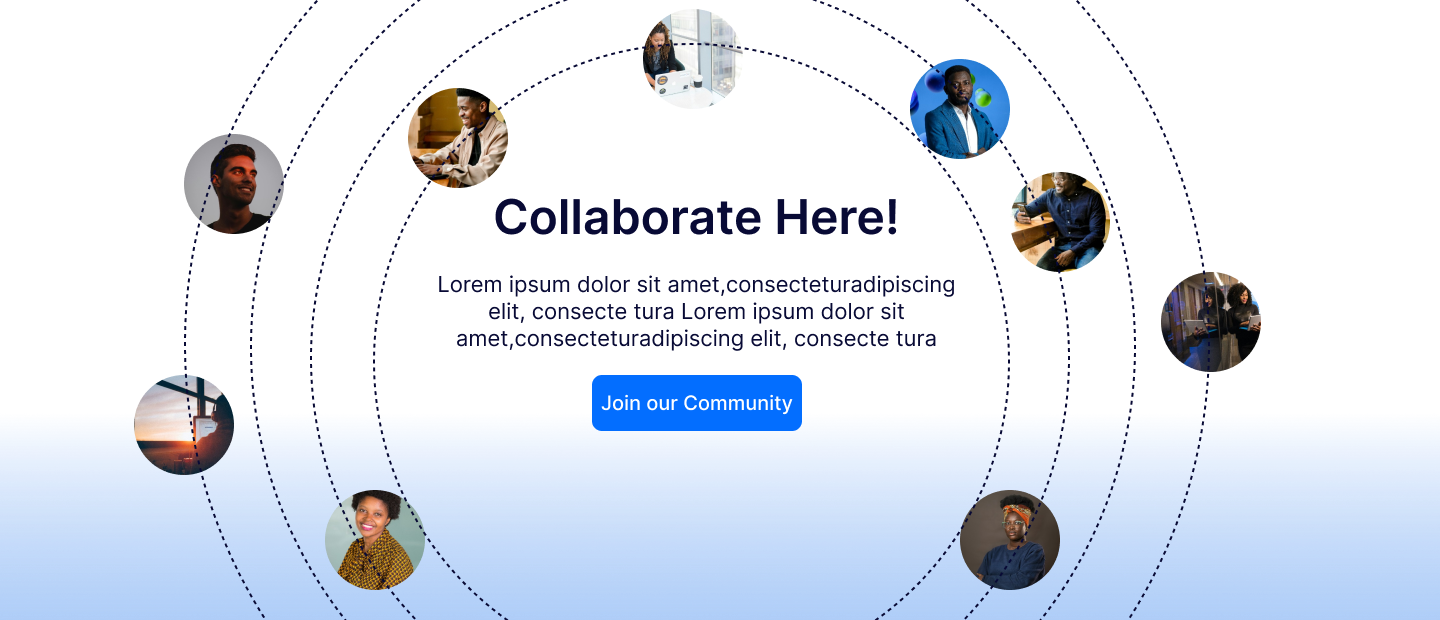 Collaborate Here!
Lorem ipsum dolor sit amet,consecteturadipiscing
elit, consecte tura Lorem ipsum dolor sit
amet,consecteturadipiscing elit, consecte tura
Join our Community